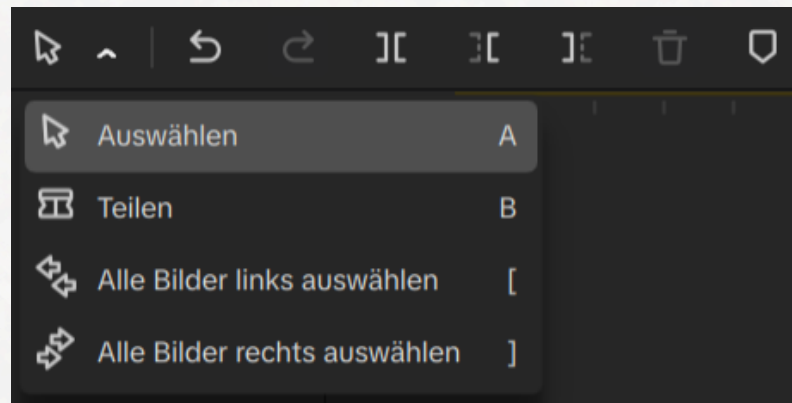 Auswählen A
Teilen B
Alle Bilder links auswählen [
Alle Bilder rechts auswählen ]